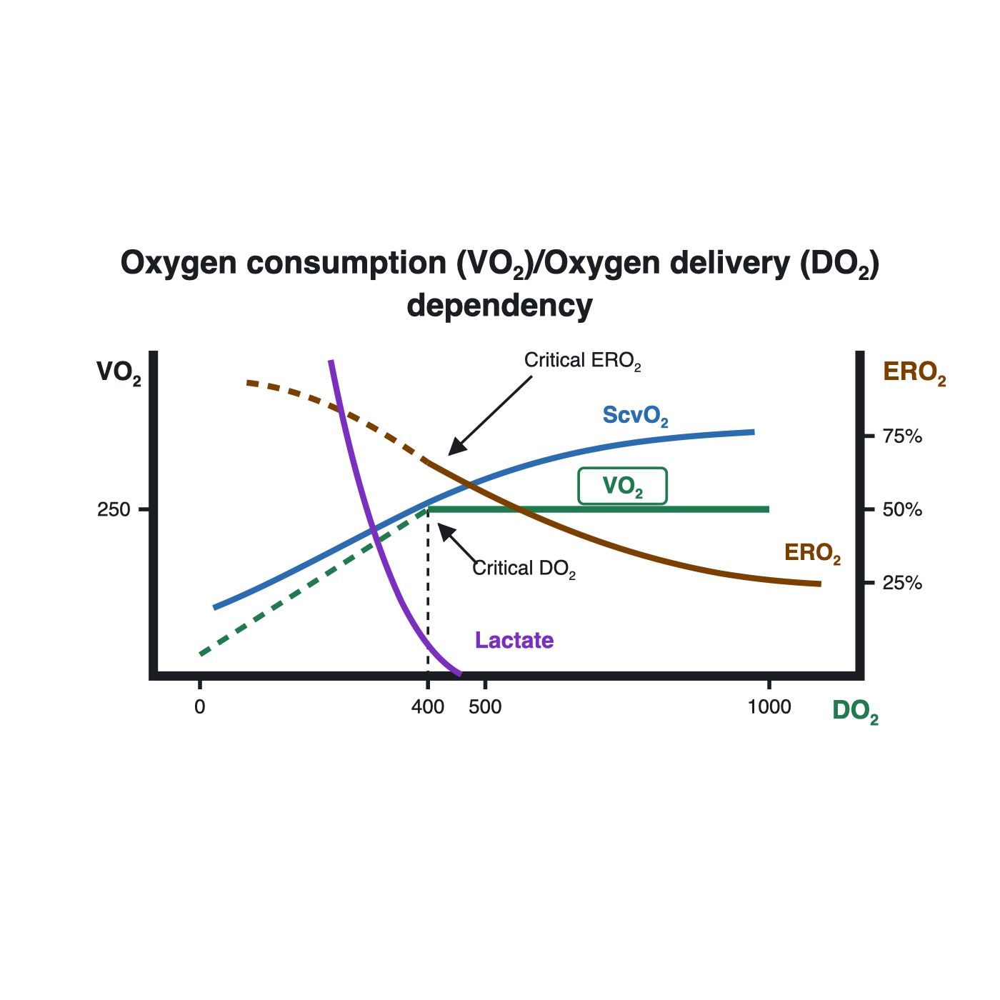 Oxygen consumption (VO₂)/Oxygen delivery (DO₂)
dependency
VO₂
Critical ERO₂
ERO₂
ScvO₂
75%
VO₂
250
50%
ERO₂
Critical DO₂
25%
Lactate
0
400
500
1000
DO₂